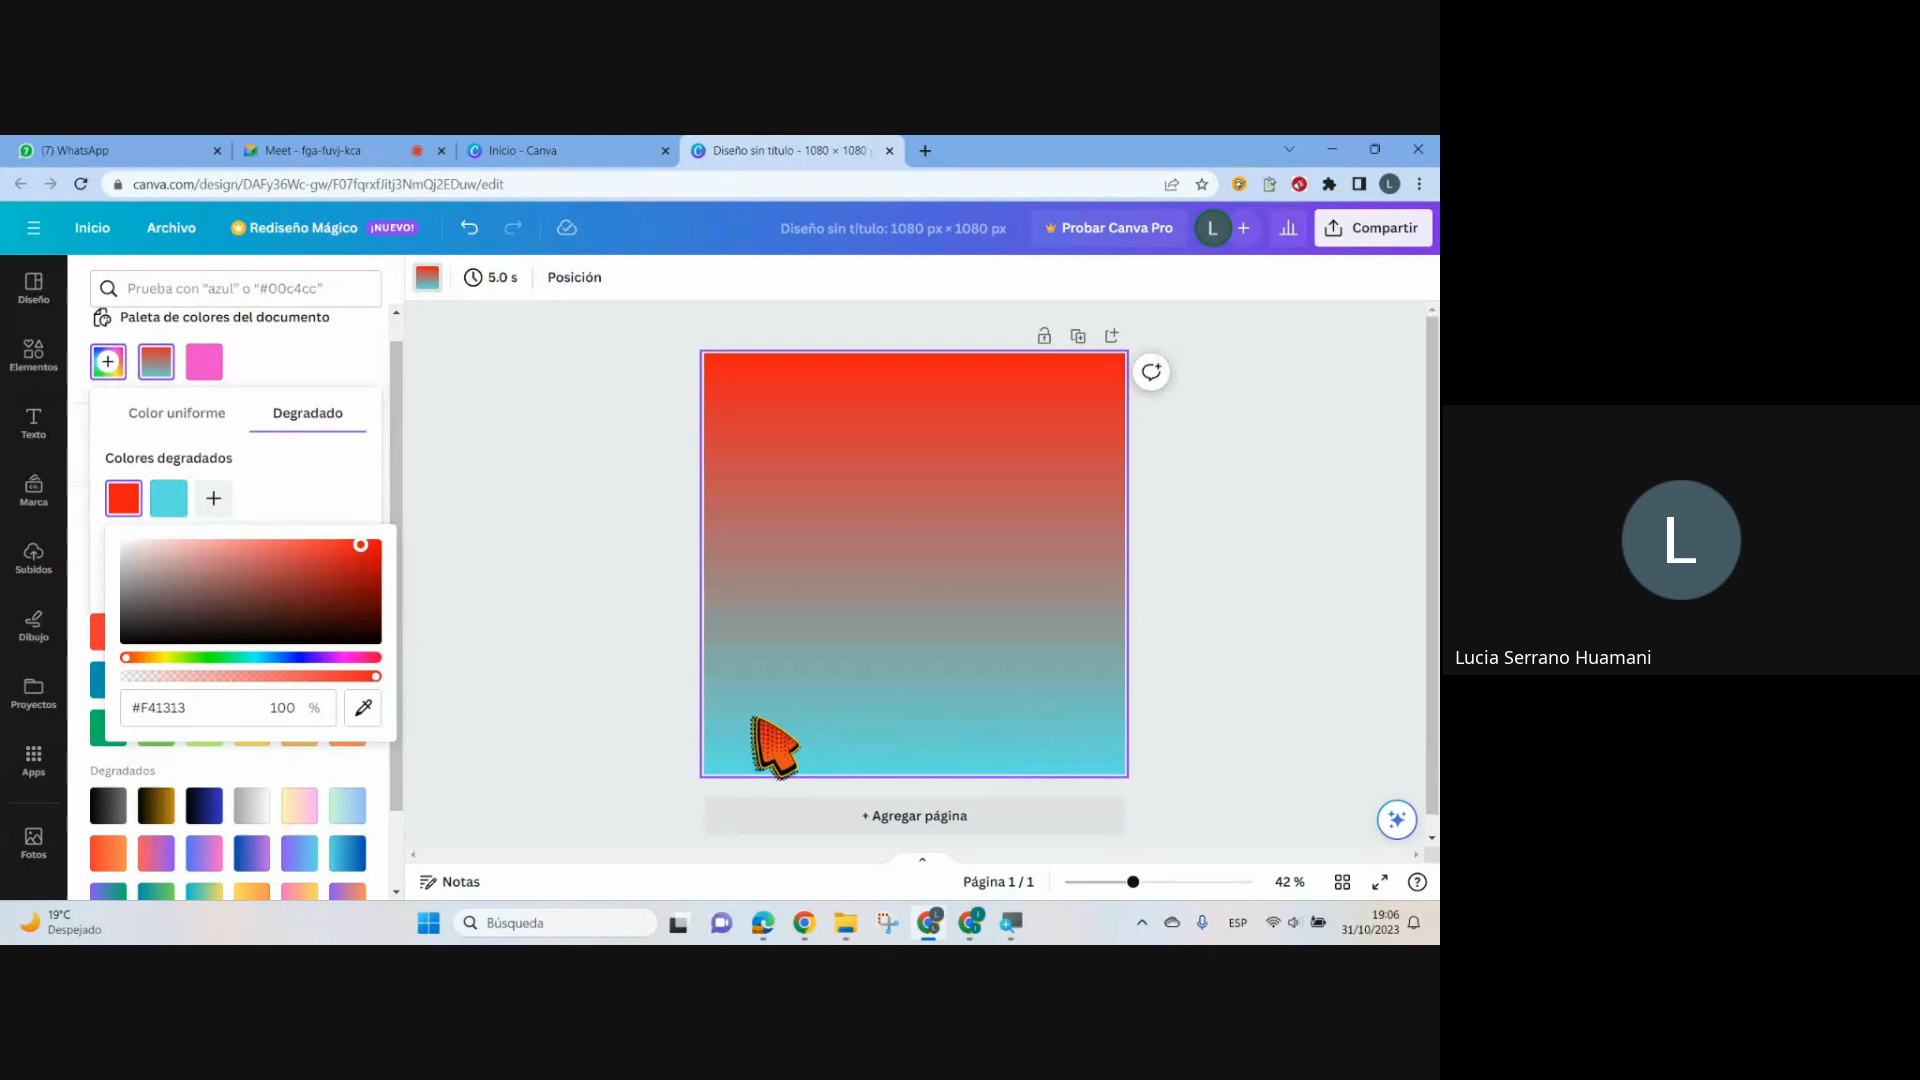 (7) WhatsApp
Meet - fga-fuvj-kca
Inicio - Canva
Diseño sin título - 1080 × 1080
canva.com/design/DAFy36Wc-gw/F07fqrxfJitj3NmQj2EDuw/edit
L
Inicio
Archivo
Rediseño Mágico
¡NUEVO!
Diseño sin título: 1080 px × 1080 px
Probar Canva Pro
L
Compartir
Diseño
Elementos
Texto
Marca
Subidos
Dibujo
Proyectos
Apps
Fotos
Prueba con “azul” o “#00c4cc”
Paleta de colores del documento
Color uniforme
Degradado
Colores degradados
#F41313
100 %
Degradados
5.0 s
Posición
+ Agregar página
Notas
Página 1 / 1
42 %
19°C
Despejado
Búsqueda
ESP
19:06
31/10/2023
L
Lucia Serrano Huamani